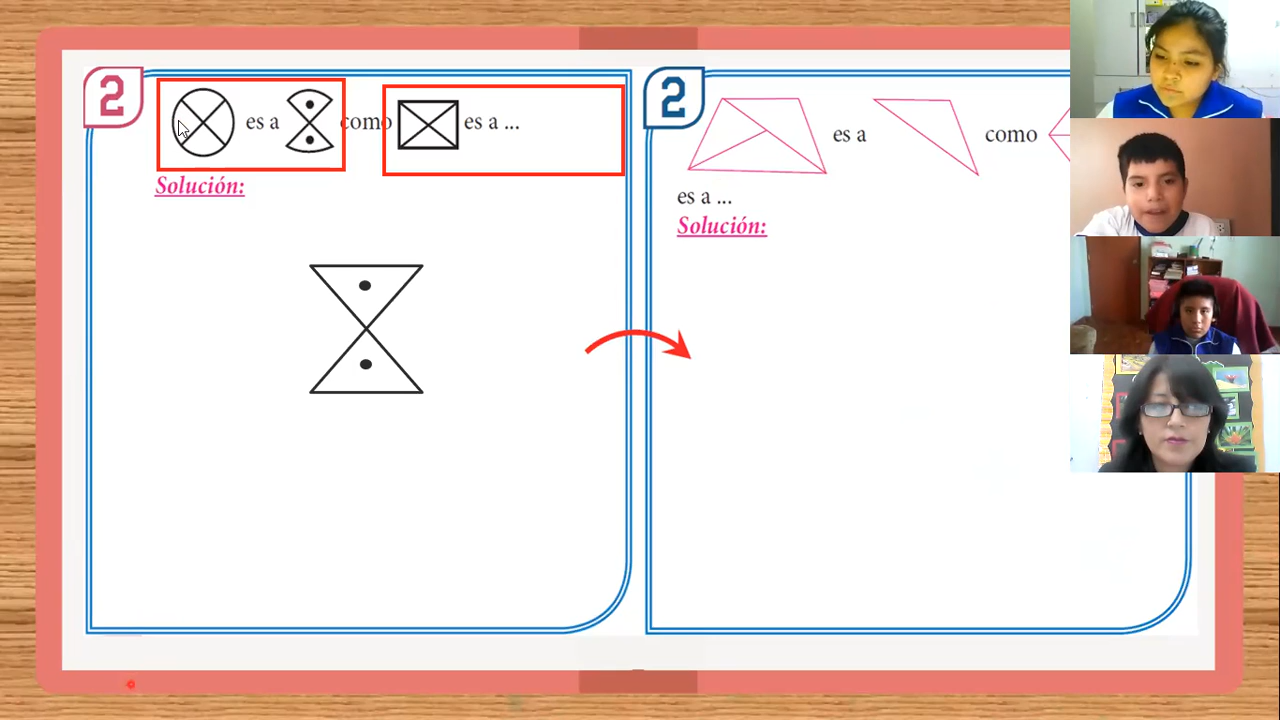 2
es a como es a ...
Solución:
2
es a como
es a ...
Solución: